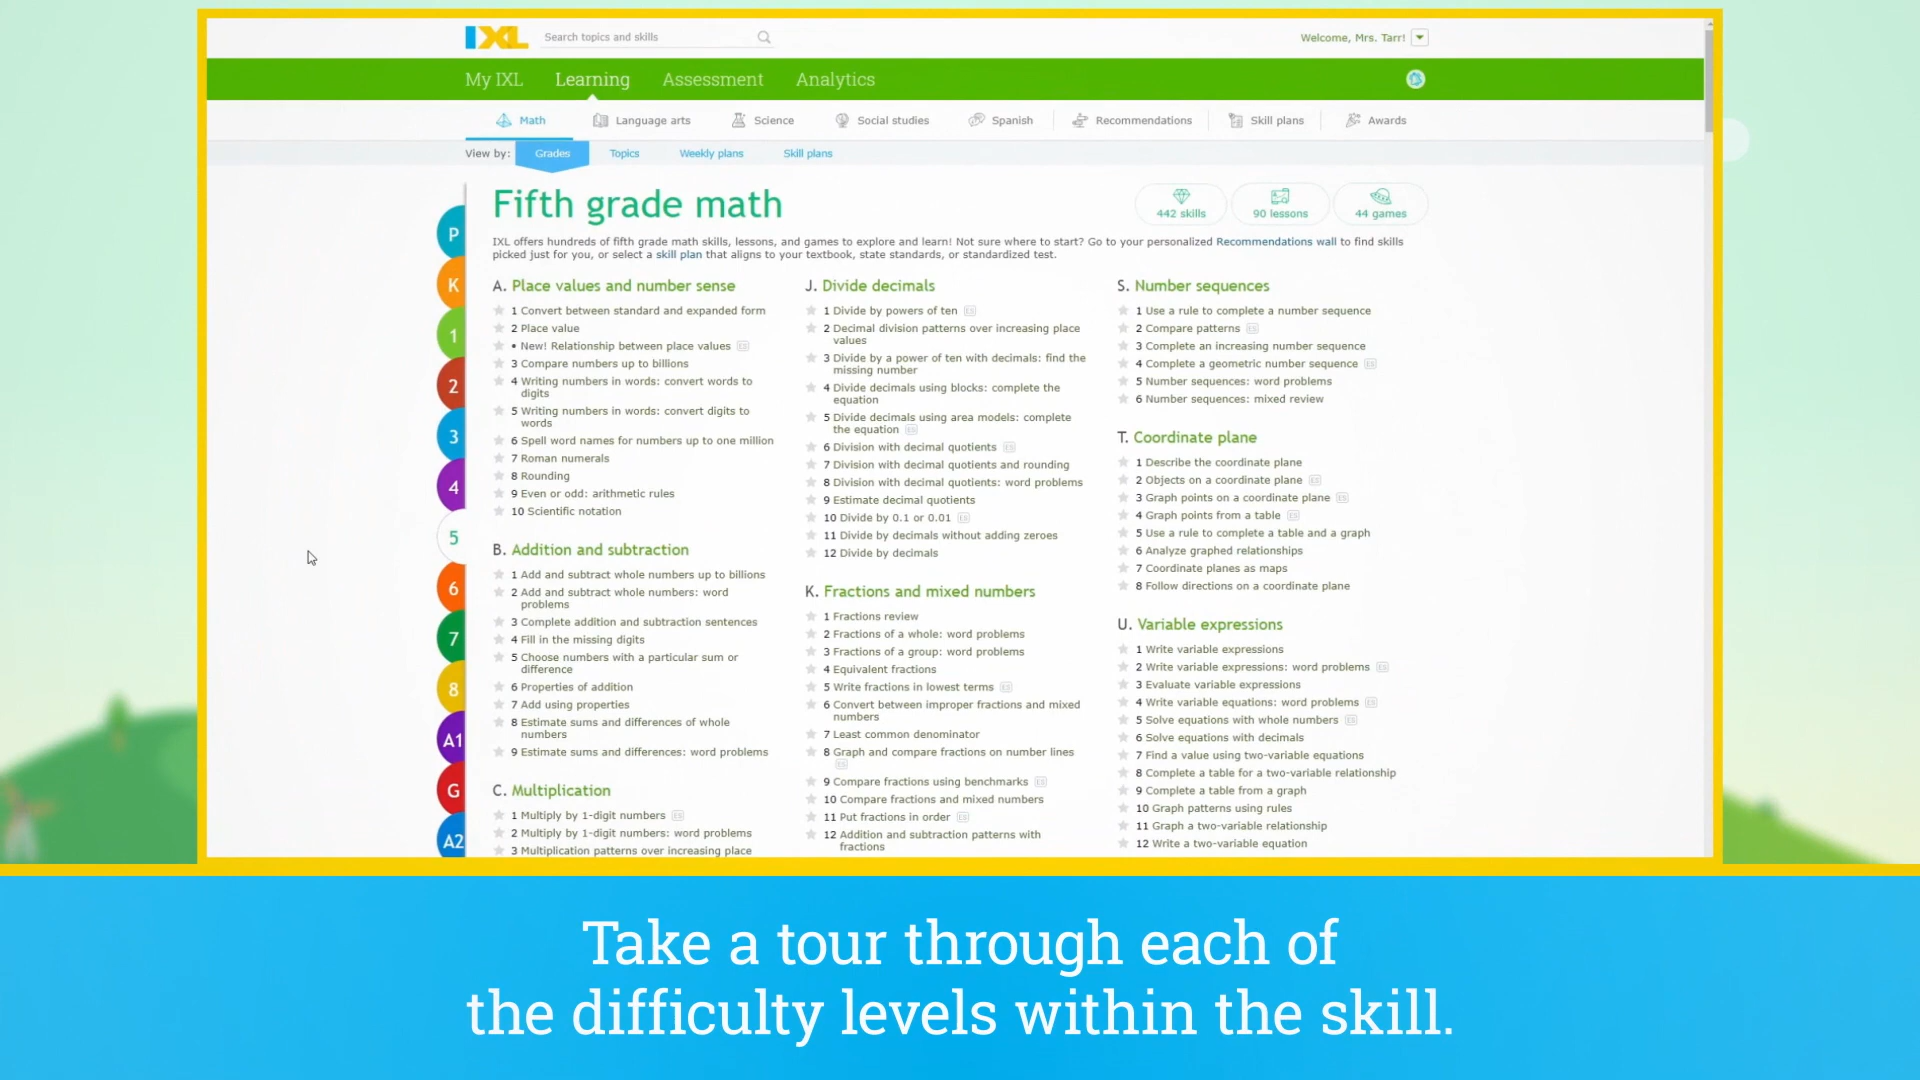 IXL
Search topics and skills
Welcome, Mrs. Tarr!
My IXL
Learning
Assessment
Analytics
Math
Language arts
Science
Social studies
Spanish
Recommendations
Skill plans
Awards
View by:
Grades
Topics
Weekly plans
Skill plans
P
K
1
2
3
4
5
6
7
8
A1
G
A2
Fifth grade math
442 skills
90 lessons
44 games
IXL offers hundreds of fifth grade math skills, lessons, and games to explore and learn! Not sure where to start? Go to your personalized Recommendations wall to find skills
picked just for you, or select a skill plan that aligns to your textbook, state standards, or standardized test.
A. Place values and number sense
1 Convert between standard and expanded form
2 Place value
• New! Relationship between place values ES
3 Compare numbers up to billions
4 Writing numbers in words: convert words to
digits
5 Writing numbers in words: convert digits to
words
6 Spell word names for numbers up to one million
7 Roman numerals
8 Rounding
9 Even or odd: arithmetic rules
10 Scientific notation
B. Addition and subtraction
1 Add and subtract whole numbers up to billions
2 Add and subtract whole numbers: word
problems
3 Complete addition and subtraction sentences
4 Fill in the missing digits
5 Choose numbers with a particular sum or
difference
6 Properties of addition
7 Add using properties
8 Estimate sums and differences of whole
numbers
9 Estimate sums and differences: word problems
C. Multiplication
1 Multiply by 1-digit numbers ES
2 Multiply by 1-digit numbers: word problems
3 Multiplication patterns over increasing place
J. Divide decimals
1 Divide by powers of ten ES
2 Decimal division patterns over increasing place
values
3 Divide by a power of ten with decimals: find the
missing number
4 Divide decimals using blocks: complete the
equation
5 Divide decimals using area models: complete
the equation ES
6 Division with decimal quotients ES
7 Division with decimal quotients and rounding
8 Division with decimal quotients: word problems
9 Estimate decimal quotients
10 Divide by 0.1 or 0.01 ES
11 Divide by decimals without adding zeroes
12 Divide by decimals
K. Fractions and mixed numbers
1 Fractions review
2 Fractions of a whole: word problems
3 Fractions of a group: word problems
4 Equivalent fractions
5 Write fractions in lowest terms ES
6 Convert between improper fractions and mixed
numbers
7 Least common denominator
8 Graph and compare fractions on number lines
ES
9 Compare fractions using benchmarks ES
10 Compare fractions and mixed numbers
11 Put fractions in order ES
12 Addition and subtraction patterns with
fractions
S. Number sequences
1 Use a rule to complete a number sequence
2 Compare patterns ES
3 Complete an increasing number sequence
4 Complete a geometric number sequence ES
5 Number sequences: word problems
6 Number sequences: mixed review
T. Coordinate plane
1 Describe the coordinate plane
2 Objects on a coordinate plane ES
3 Graph points on a coordinate plane ES
4 Graph points from a table ES
5 Use a rule to complete a table and a graph
6 Analyze graphed relationships
7 Coordinate planes as maps
8 Follow directions on a coordinate plane
U. Variable expressions
1 Write variable expressions
2 Write variable expressions: word problems ES
3 Evaluate variable expressions
4 Write variable equations: word problems ES
5 Solve equations with whole numbers ES
6 Solve equations with decimals
7 Find a value using two-variable equations
8 Complete a table for a two-variable relationship
9 Complete a table from a graph
10 Graph patterns using rules
11 Graph a two-variable relationship
12 Write a two-variable equation
Take a tour through each of
the difficulty levels within the skill.